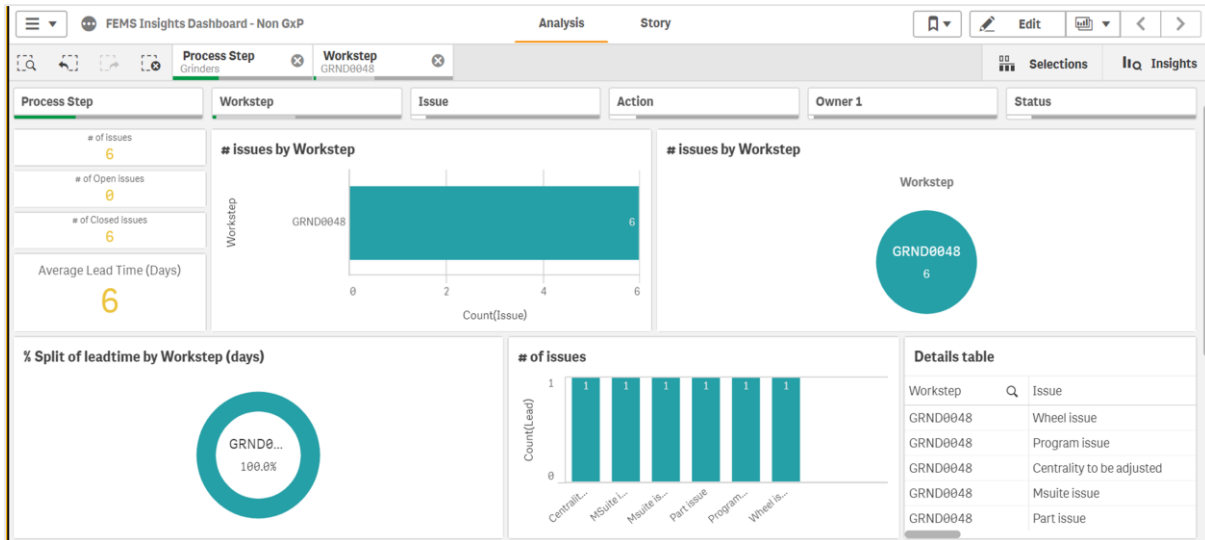 FEMS Insights Dashboard - Non GxP
Analysis
Story
Edit
Process Step
Grinders
Workstep
GRND0048
Selections
Insights
Process Step
Workstep
Issue
Action
Owner 1
Status
# of issues
6
# of Open issues
0
# of Closed issues
6
Average Lead Time (Days)
6
# issues by Workstep
Workstep
GRND0048
6
0 2 4 6
Count(Issue)
# issues by Workstep
Workstep
GRND0048
6
% Split of leadtime by Workstep (days)
GRND0...
100.0%
# of issues
Count(Lead)
1
0
1 1 1 1 1 1
Centralit... MSuite i... Msuite is... Part issue Program... Wheel is...
Details table
Workstep Issue
GRND0048 Wheel issue
GRND0048 Program issue
GRND0048 Centrality to be adjusted
GRND0048 Msuite issue
GRND0048 Part issue